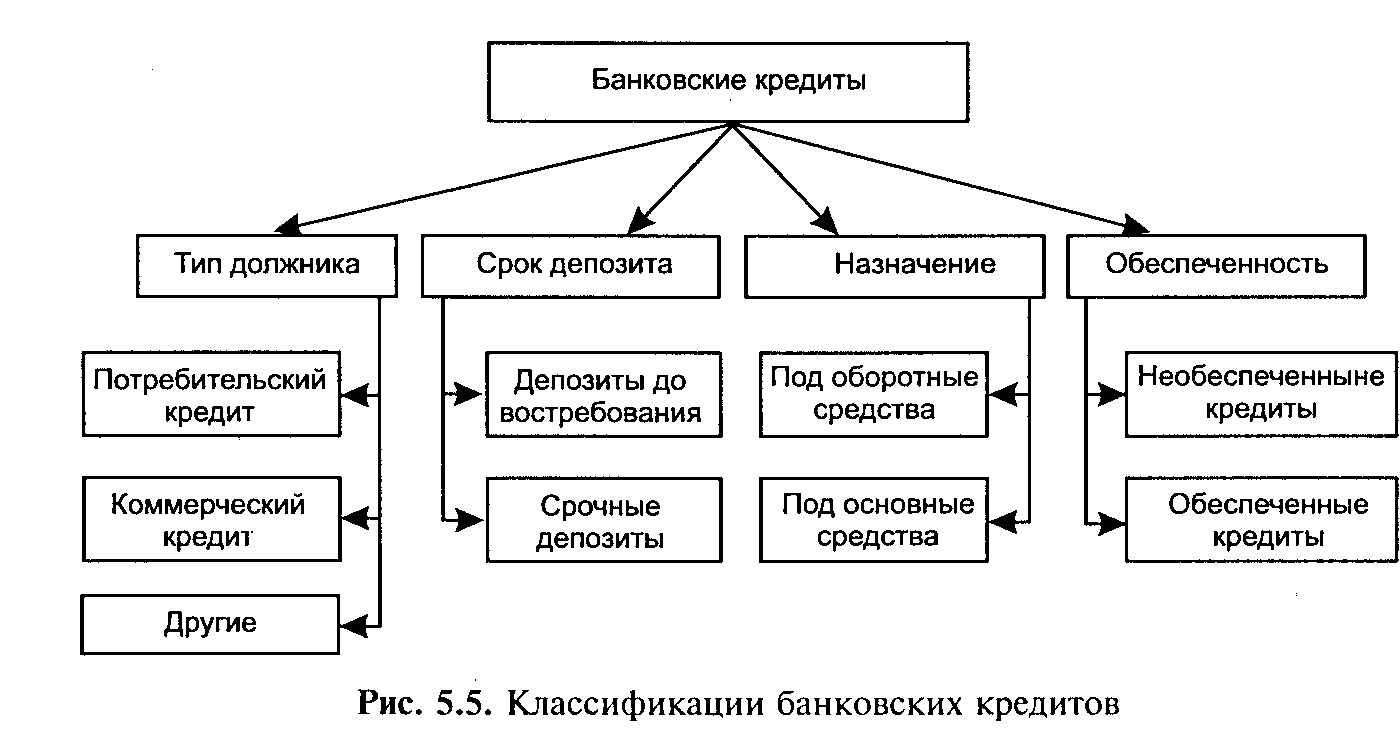 Банковские кредиты
Тип должника
Срок депозита
Назначение
Обеспеченность
Потребительский
кредит
Депозиты до
востребования
Под оборотные
средства
Необеспеченныне
кредиты
Коммерческий
кредит
Срочные
депозиты
Под основные
средства
Обеспеченные
кредиты
Другие
Рис. 5.5. Классификации банковских кредитов